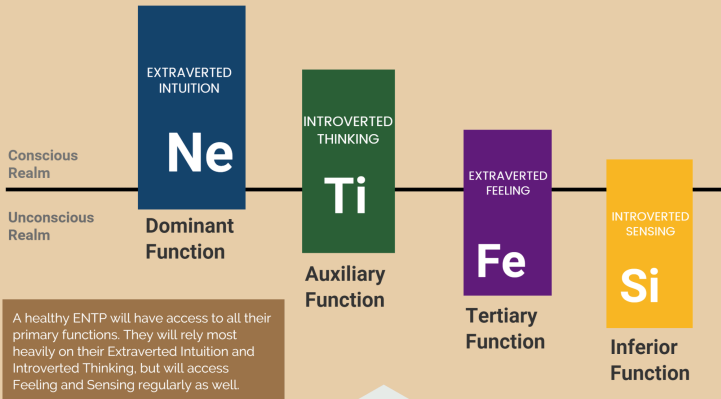 EXTRAVERTED
INTUITION
Ne
INTROVERTED
THINKING
Ti
EXTRAVERTED
FEELING
Fe
INTROVERTED
SENSING
Si
Conscious
Realm
Unconscious
Realm
Dominant
Function
Auxiliary
Function
Tertiary
Function
Inferior
Function
A healthy ENTP will have access to all their
primary functions. They will rely most
heavily on their Extraverted Intuition and
Introverted Thinking, but will access
Feeling and Sensing regularly as well.